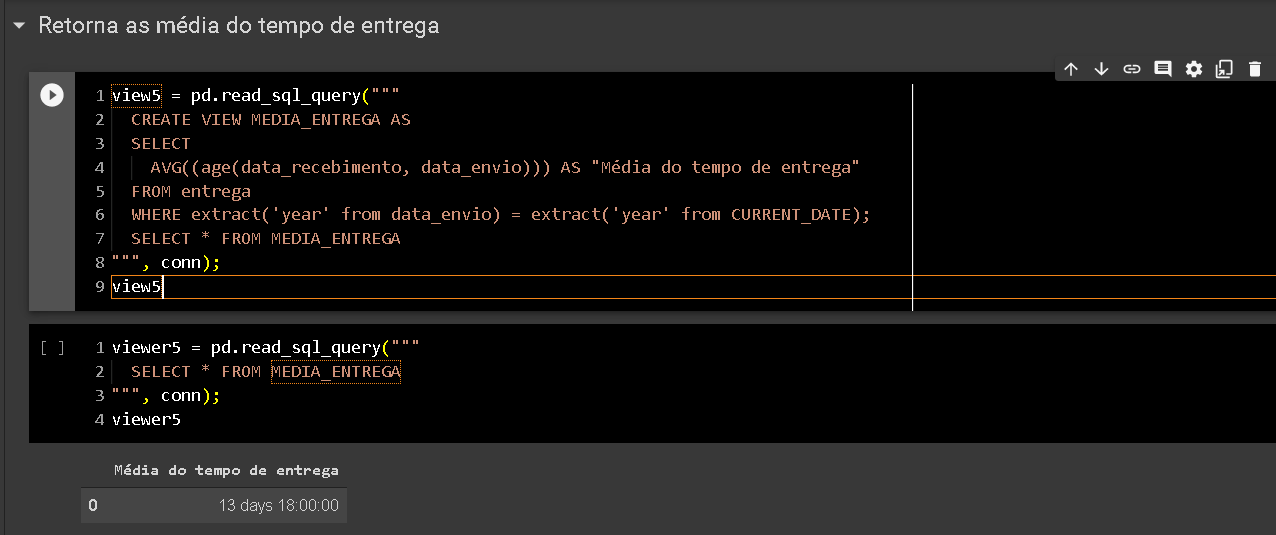 Retorna as média do tempo de entrega
1 view5 = pd.read_sql_query("""
2 CREATE VIEW MEDIA_ENTREGA AS
3 SELECT
4 AVG((age(data_recebimento, data_envio))) AS "Média do tempo de entrega"
5 FROM entrega
6 WHERE extract('year' from data_envio) = extract('year' from CURRENT_DATE);
7 SELECT * FROM MEDIA_ENTREGA
8 """, conn);
9 view5
[ ] 1 viewer5 = pd.read_sql_query("""
2 SELECT * FROM MEDIA_ENTREGA
3 """, conn);
4 viewer5
Média do tempo de entrega
0 13 days 18:00:00